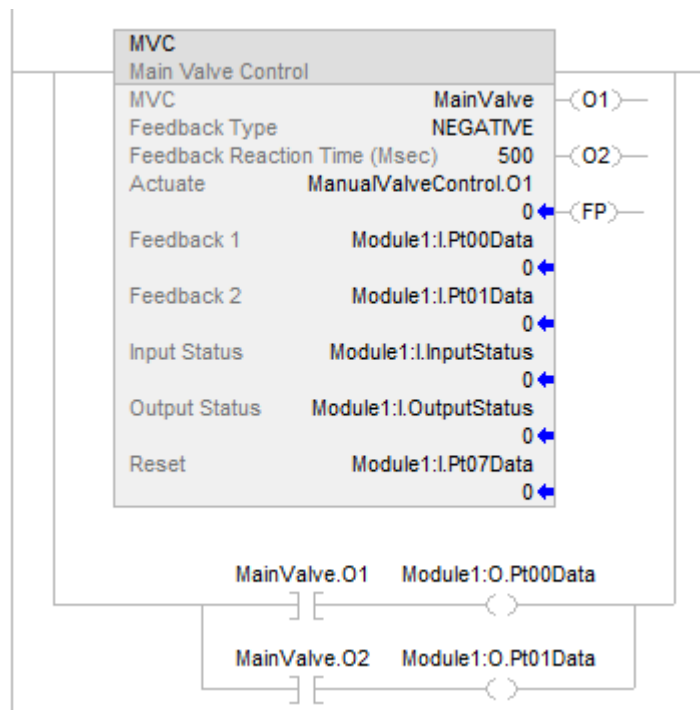 MVC
Main Valve Control
MVC MainValve O1
Feedback Type NEGATIVE
Feedback Reaction Time (Msec) 500 O2
Actuate ManualValveControl.O1
0 FP
Feedback 1 Module1:I.Pt00Data
0
Feedback 2 Module1:I.Pt01Data
0
Input Status Module1:I.InputStatus
0
Output Status Module1:I.OutputStatus
0
Reset Module1:I.Pt07Data
0
MainValve.O1 Module1:O.Pt00Data
MainValve.O2 Module1:O.Pt01Data